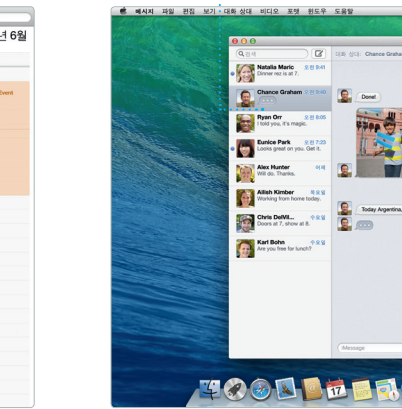 년 6월
Event
메시지 파일 편집 보기 대화 상대 비디오 포맷 윈도우 도움말
검색
대화 상대: Chance Graha
Natalia Maric 오전 9:41
Dinner rez is at 7.
Chance Graham 오전 9:40
Ryan Orr 오전 8:05
I told you, it's magic.
Eunice Park 오전 7:23
Looks great on you. Get it.
Alex Hunter 어제
Will do. Thanks.
Ailish Kimber 목요일
Working from home today.
Chris DelVil... 수요일
Doors at 7, show at 8.
Karl Bohn 수요일
Are you free for lunch?
Done!
Today Argentina,
iMessage
17